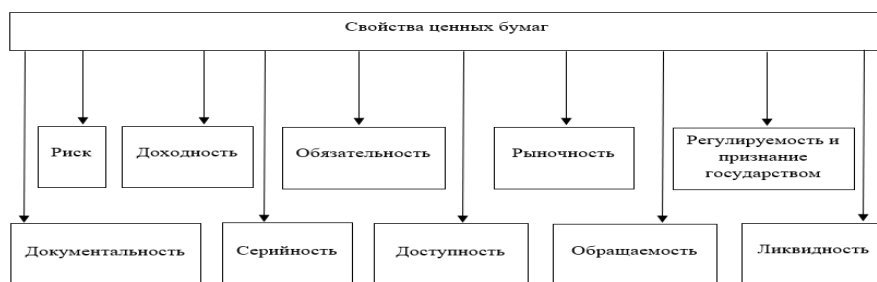 Свойства ценных бумаг
Риск
Доходность
Обязательность
Рыночность
Регулируемость и
признание
государством
Документальность
Серийность
Доступность
Обращаемость
Ликвидность